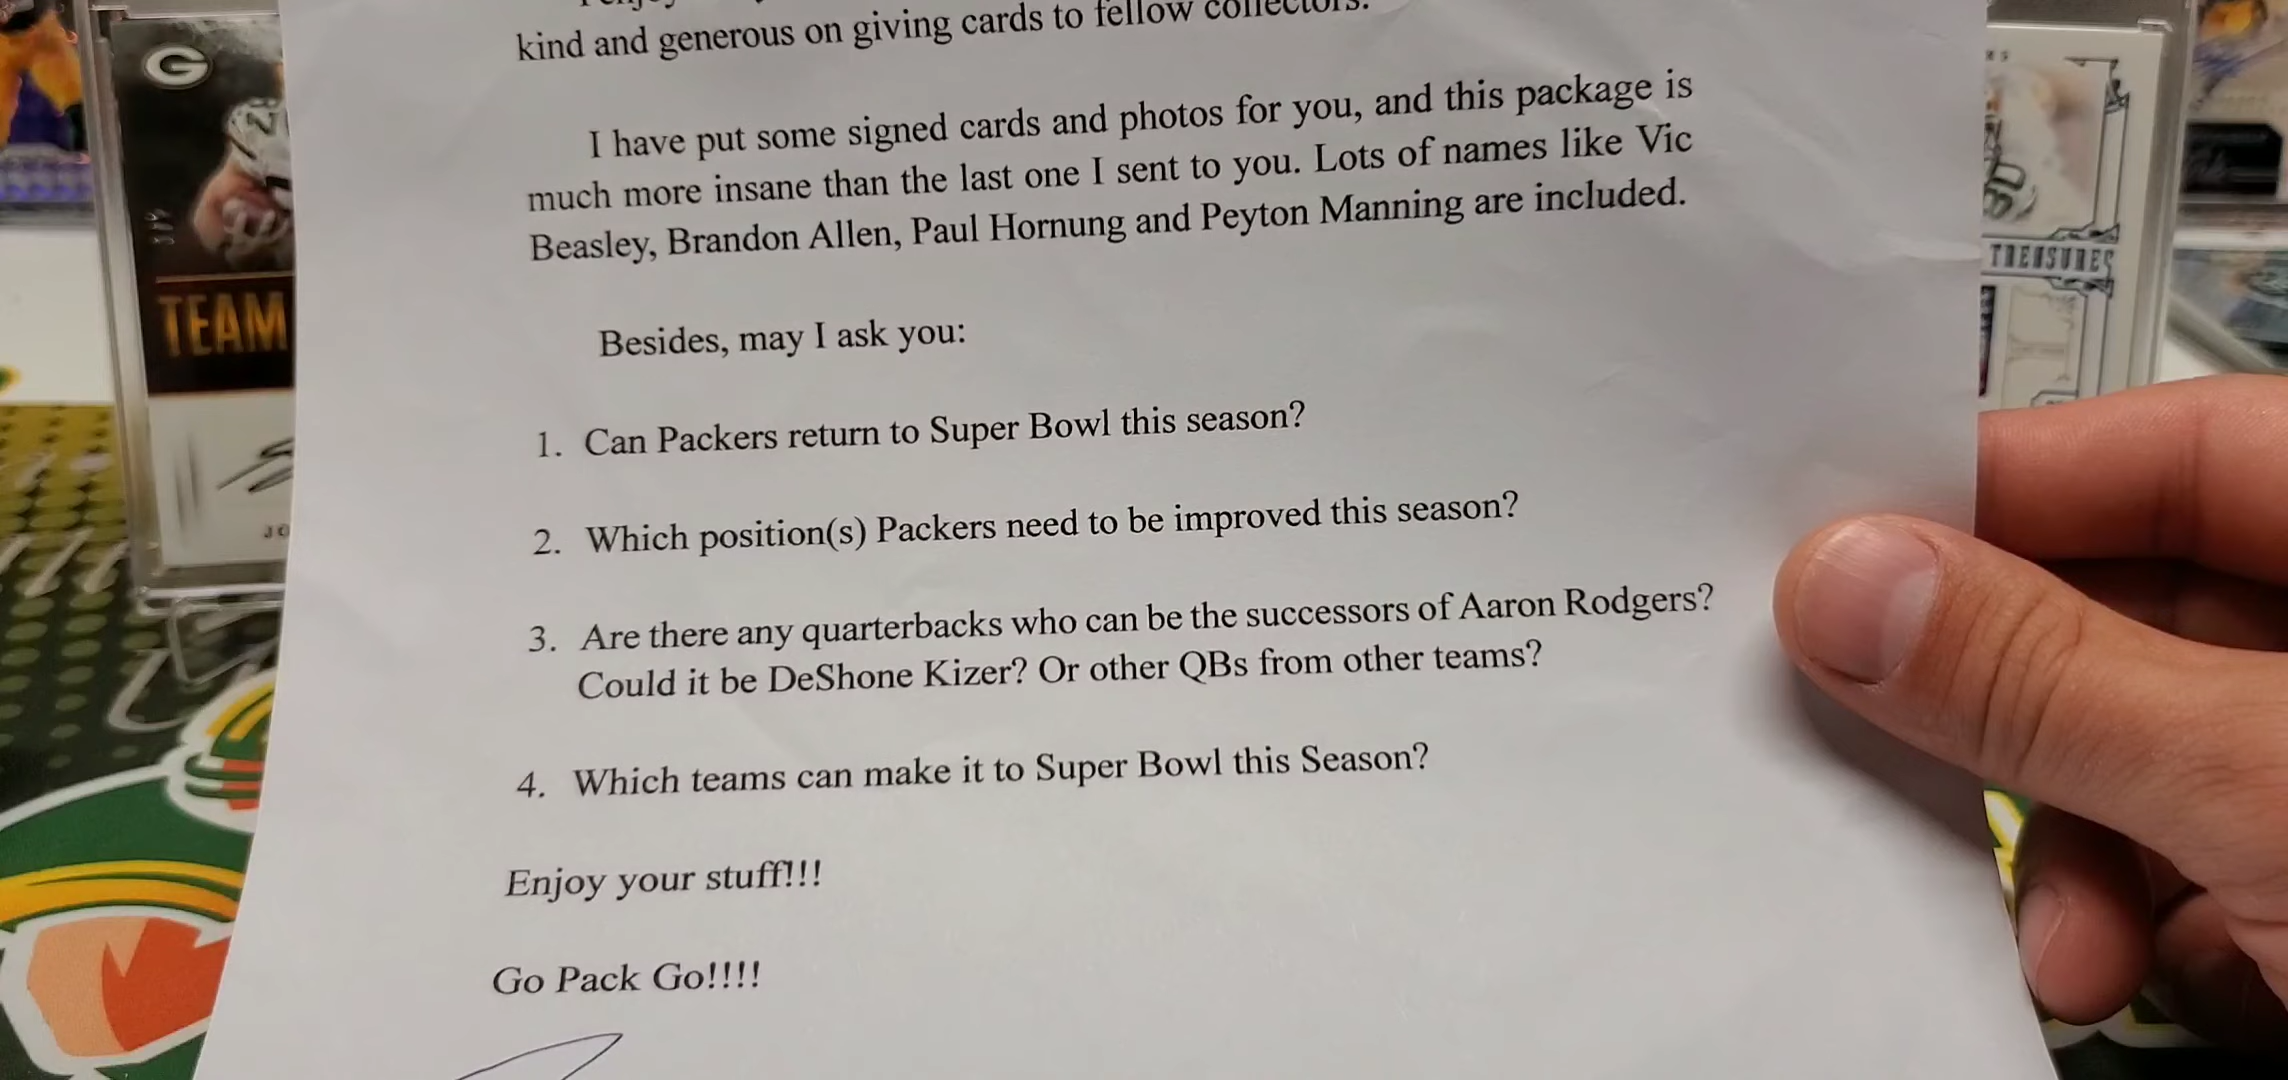 kind and generous on giving cards to fellow collectors.
I have put some signed cards and photos for you, and this package is
much more insane than the last one I sent to you. Lots of names like Vic
Beasley, Brandon Allen, Paul Hornung and Peyton Manning are included.
Besides, may I ask you:
1. Can Packers return to Super Bowl this season?
2. Which position(s) Packers need to be improved this season?
3. Are there any quarterbacks who can be the successors of Aaron Rodgers?
Could it be DeShone Kizer? Or other QBs from other teams?
4. Which teams can make it to Super Bowl this Season?
Enjoy your stuff!!!
Go Pack Go!!!!
G
TEAM
JO
TREASURES